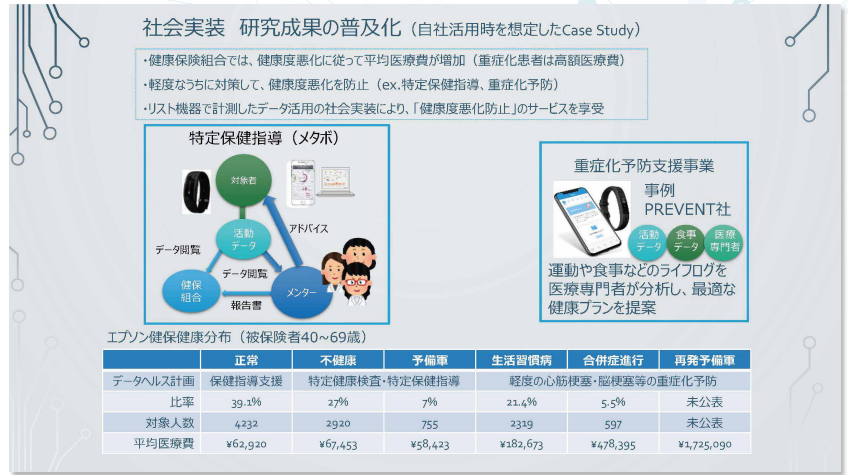 社会実装 研究成果の普及化（自社活用時を想定したCase Study）
・健康保険組合では、健康度悪化に従って平均医療費が増加（重症化患者は高額医療費）
・軽度なうちに対策して、健康度悪化を防止（ex.特定保健指導、重症化予防）
・リスト機器で計測したデータ活用の社会実装により、「健康度悪化防止」のサービスを享受
特定保健指導（メタボ）
対象者
アドバイス
活動
データ
データ閲覧
データ閲覧
健保
組合
メンター
報告書
重症化予防支援事業
事例
PREVENT社
活動
データ
食事
データ
医療
専門者
運動や食事などのライフログを
医療専門者が分析し、最適な
健康プランを提案
エプソン健保健康分布（被保険者40~69歳）
正常 不健康 予備軍 生活習慣病 合併症進行 再発予備軍
データヘルス計画 保健指導支援 特定健康検査・特定保健指導 軽度の心筋梗塞・脳梗塞等の重症化予防
比率 39.1% 27% 7% 21.4% 5.5% 未公表
対象人数 4232 2920 755 2319 597 未公表
平均医療費 ¥62,920 ¥67,453 ¥58,423 ¥182,673 ¥478,395 ¥1,725,090